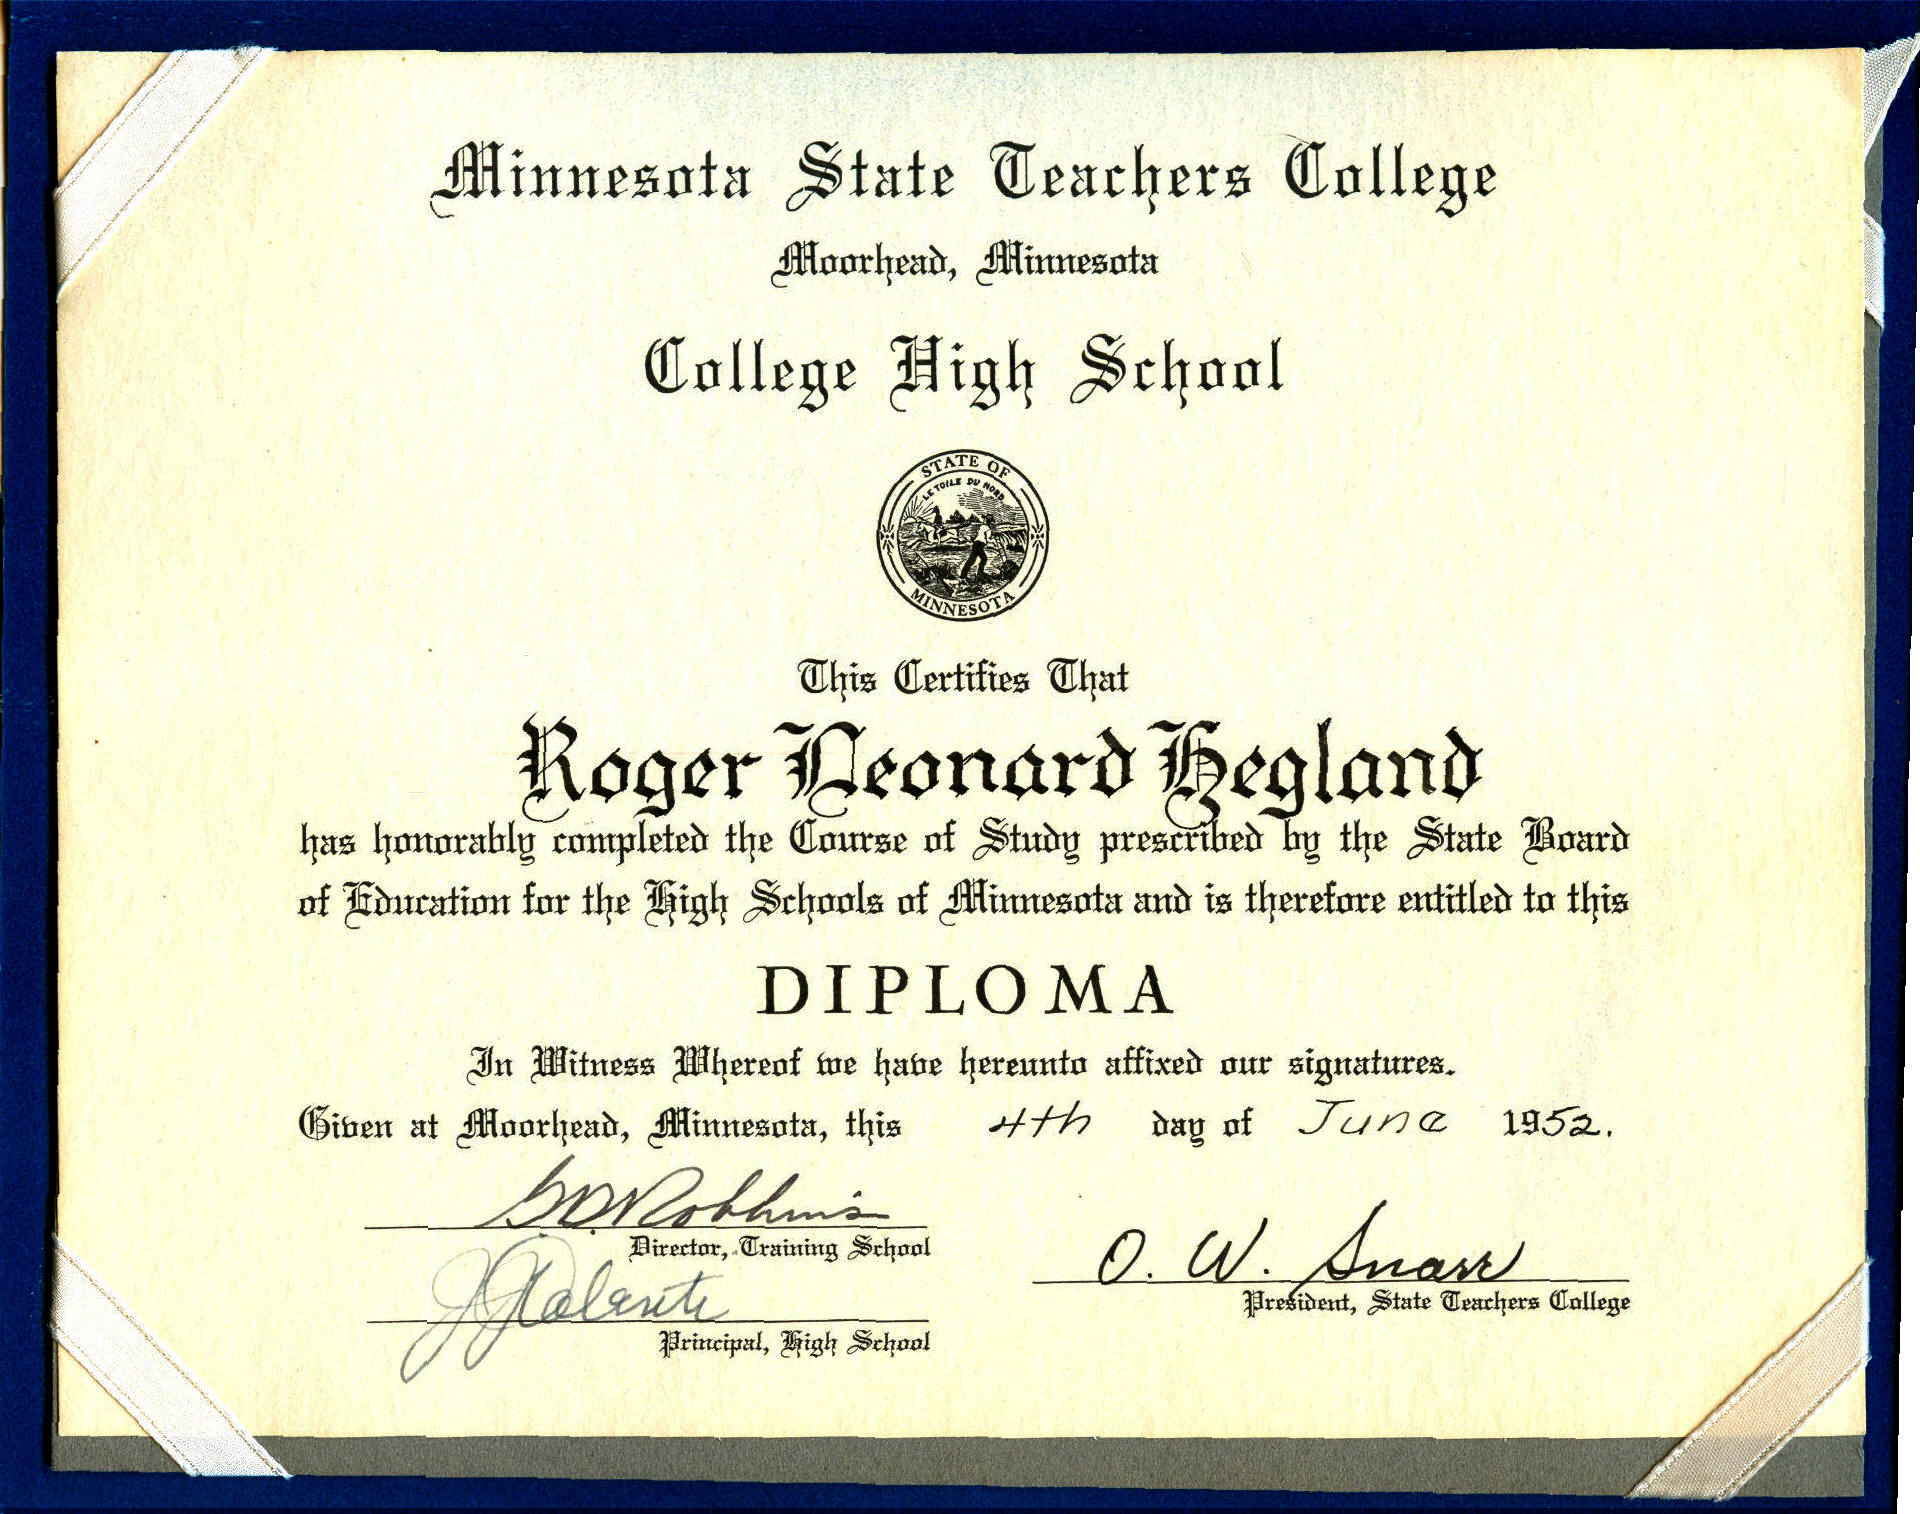 Minnesota State Teachers College
Moorhead, Minnesota
College High School
STATE OF
L'ETOILE DU NORD
MINNESOTA
This Certifies That
Roger Leonard Hegland
has honorably completed the Course of Study prescribed by the State Board
of Education for the High Schools of Minnesota and is therefore entitled to this
DIPLOMA
In Witness Whereof we have hereunto affixed our signatures.
Given at Moorhead, Minnesota, this 4th day of June 1952.
Robbins
Director, Training School
O. W. Snarr
President, State Teachers College
Principal, High School